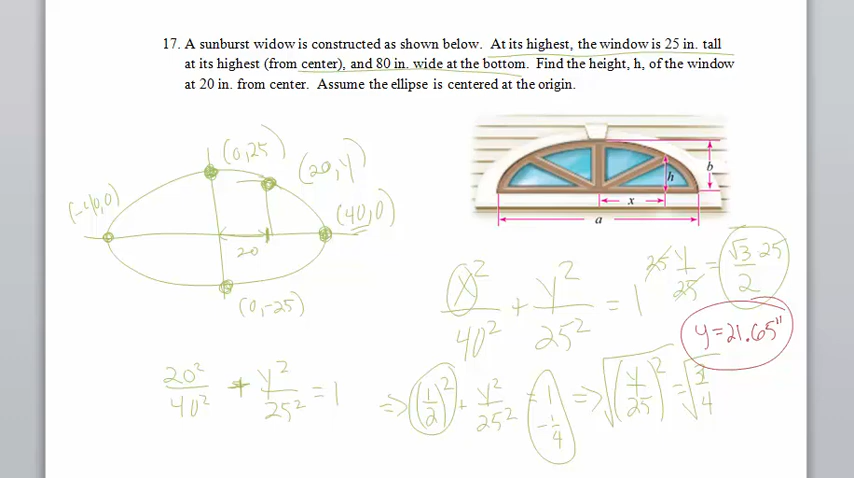 17. A sunburst widow is constructed as shown below. At its highest, the window is 25 in. tall
at its highest (from center), and 80 in. wide at the bottom. Find the height, h, of the window
at 20 in. from center. Assume the ellipse is centered at the origin.
(0,25)
(20,y)
(-40,0)
(40,0)
20
(0,-25)
b
h
x
a
x²/40² + y²/25² = 1
25 y/25 = √3·25/2
y=21.65"
20²/40² + y²/25² = 1
=> (1/2)² + y²/25² = 1 - 1/4 => √(y/25)² = √3/4